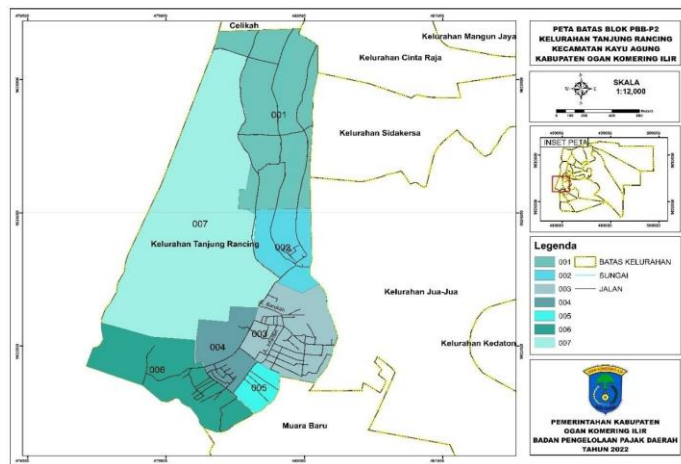 Celikah
Kelurahan Mangun Jaya
Kelurahan Cinta Raja
001
Kelurahan Sidakersa
007
Kelurahan Tanjung Rancing
002
Kelurahan Jua-Jua
003
004
Kelurahan Kedaton
006
005
Muara Baru
PETA BATAS BLOK PBB-P2
KELURAHAN TANJUNG RANCING
KECAMATAN KAYU AGUNG
KABUPATEN OGAN KOMERING ILIR
SKALA
1:12,000
INSET PETA
Legenda
001
BATAS KELURAHAN
002
SUNGAI
003
JALAN
004
005
006
007
PEMERINTAHAN KABUPATEN
OGAN KOMERING ILIR
BADAN PENGELOLAAN PAJAK DAERAH
TAHUN 2022